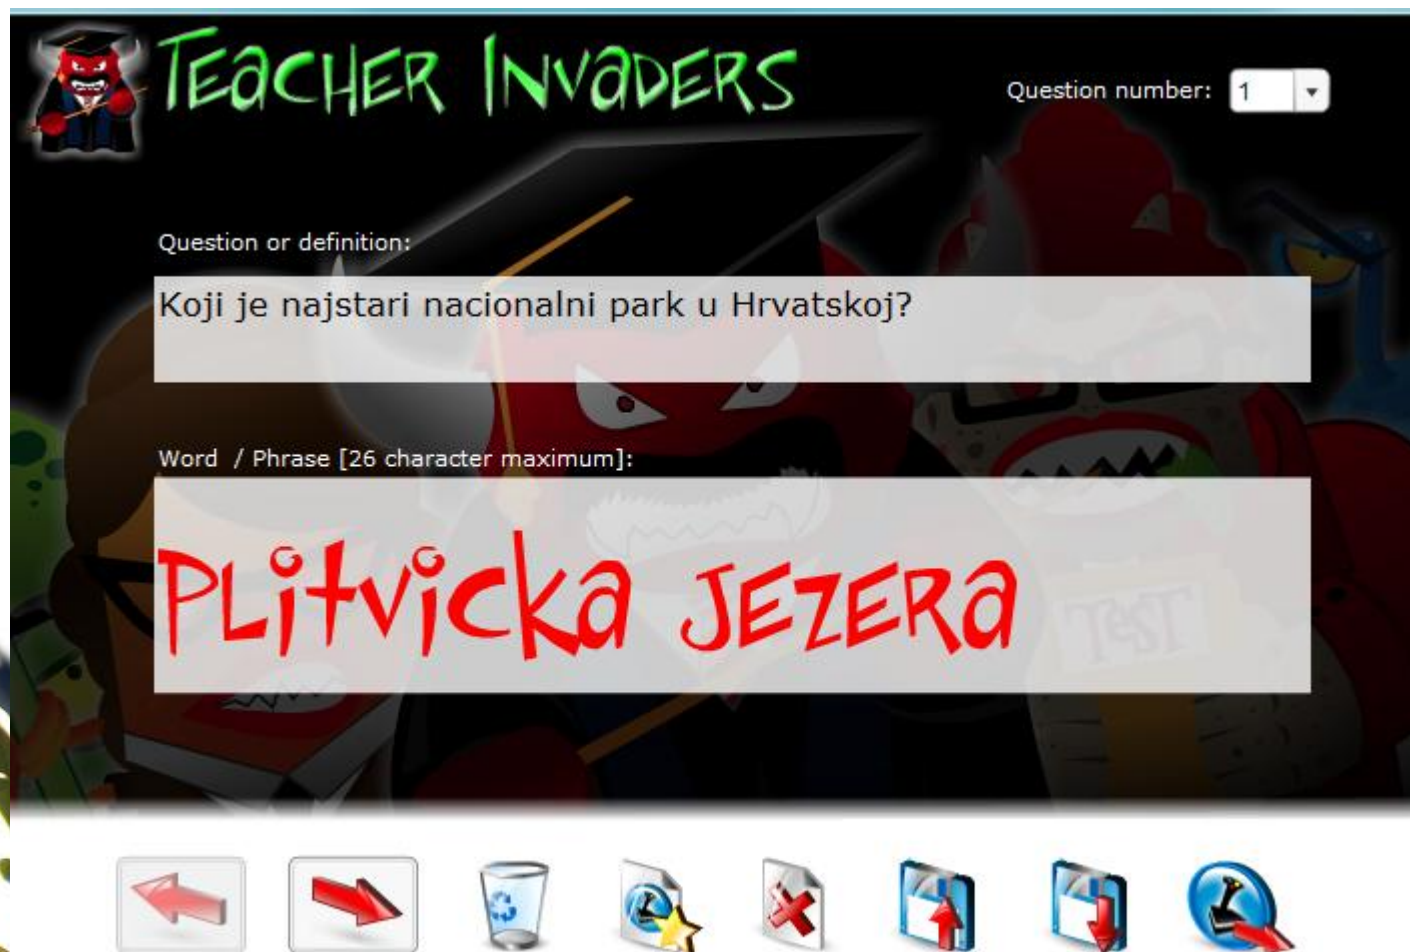 TEACHER INVADERS
Question number: 1
Question or definition:
Koji je najstari nacionalni park u Hrvatskoj?
Word / Phrase [26 character maximum]:
PLitvicka JEZERA
TEST